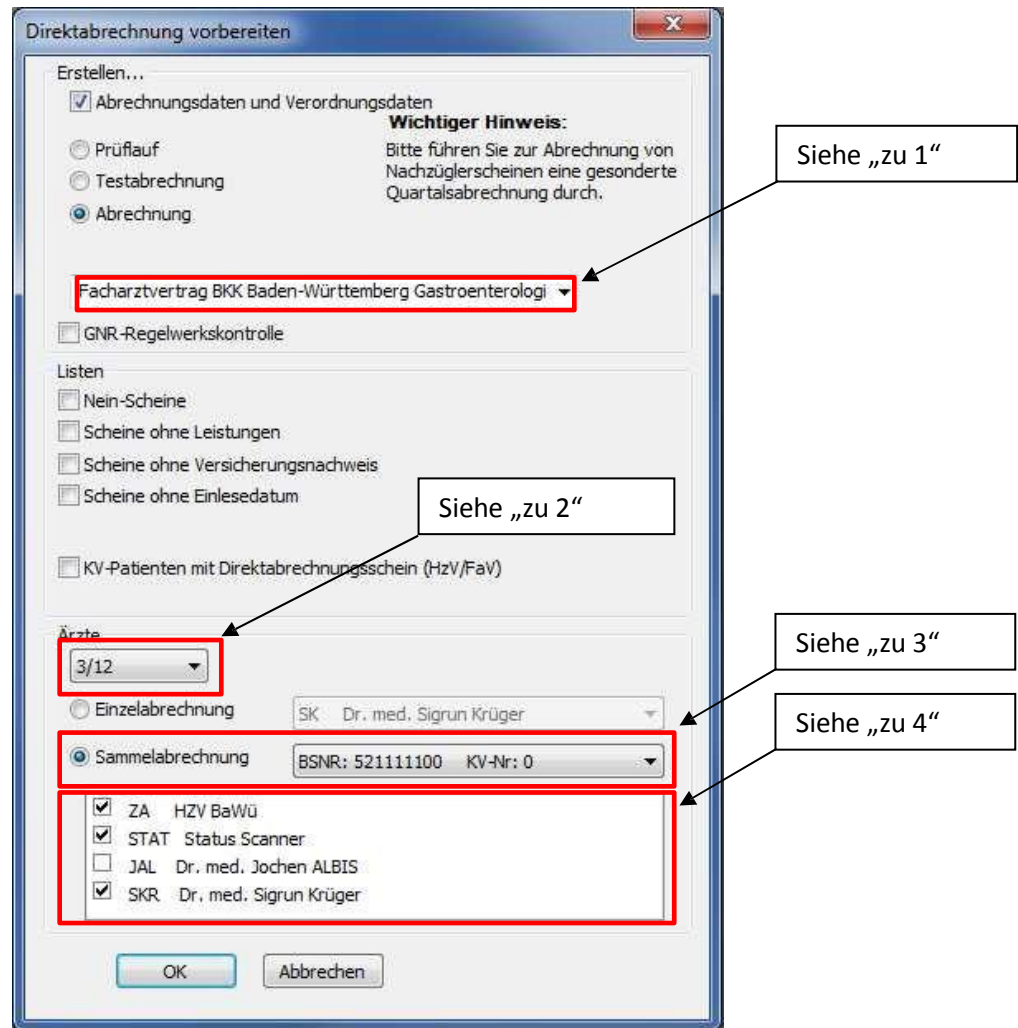 Direktabrechnung vorbereiten
Erstellen...
Abrechnungsdaten und Verordnungsdaten
Wichtiger Hinweis:
Prüflauf
Bitte führen Sie zur Abrechnung von
Nachzüglerscheinen eine gesonderte
Quartalsabrechnung durch.
Testabrechnung
Abrechnung
Siehe „zu 1“
Facharztvertrag BKK Baden-Württemberg Gastroenterologi
GNR-Regelwerkskontrolle
Listen
Nein-Scheine
Scheine ohne Leistungen
Scheine ohne Versicherungsnachweis
Scheine ohne Einlesedatum
Siehe „zu 2“
KV-Patienten mit Direktabrechnungsschein (HzV/FaV)
Ärzte
3/12
Siehe „zu 3“
Einzelabrechnung
SK Dr. med. Sigrun Krüger
Siehe „zu 4“
Sammelabrechnung
BSNR: 521111100 KV-Nr: 0
ZA HZV BaWü
STAT Status Scanner
JAL Dr. med. Jochen ALBIS
SKR Dr. med. Sigrun Krüger
OK
Abbrechen